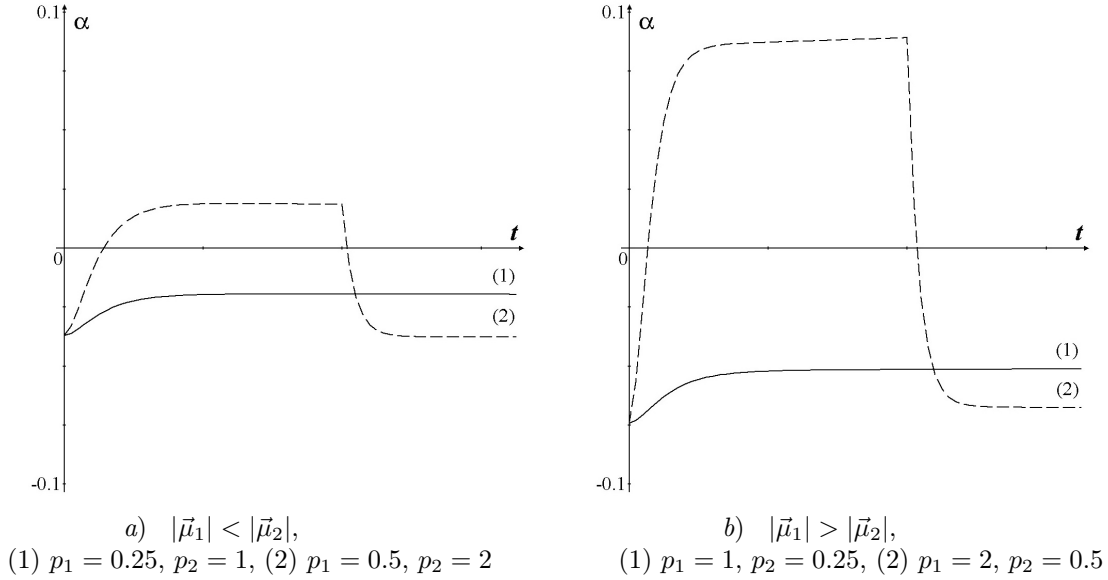 0.1
α
t
0
(1)
(2)
-0.1
a) |μ⃗₁| < |μ⃗₂|,
(1) p₁ = 0.25, p₂ = 1, (2) p₁ = 0.5, p₂ = 2
0.1
α
t
0
(1)
(2)
-0.1
b) |μ⃗₁| > |μ⃗₂|,
(1) p₁ = 1, p₂ = 0.25, (2) p₁ = 2, p₂ = 0.5